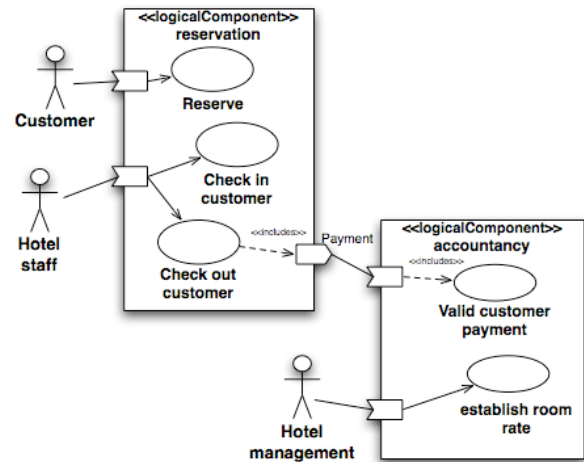 <<logicalComponent>>
reservation
Customer
Reserve
Hotel
staff
Check in
customer
Check out
customer
<<includes>>
Payment
<<logicalComponent>>
accountancy
<<includes>>
Valid customer
payment
Hotel
management
establish room
rate